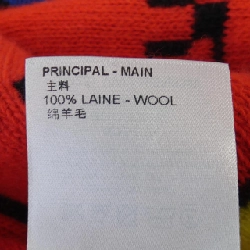 PRINCIPAL - MAIN
主料
100% LAINE - WOOL
绵羊毛